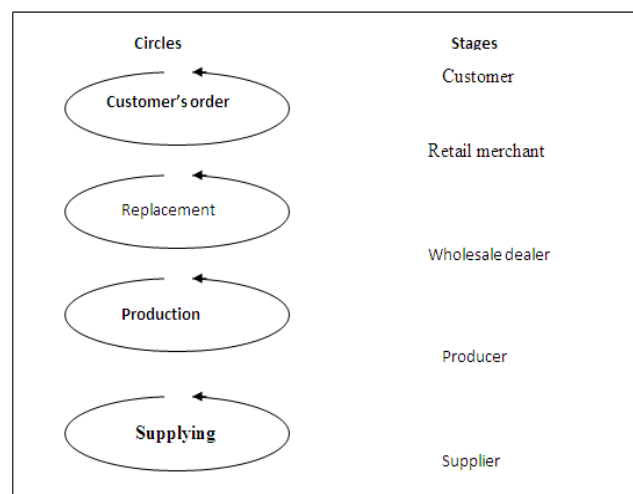 Circles Stages
Customer
Customer's order
Retail merchant
Replacement
Wholesale dealer
Production
Producer
Supplying
Supplier